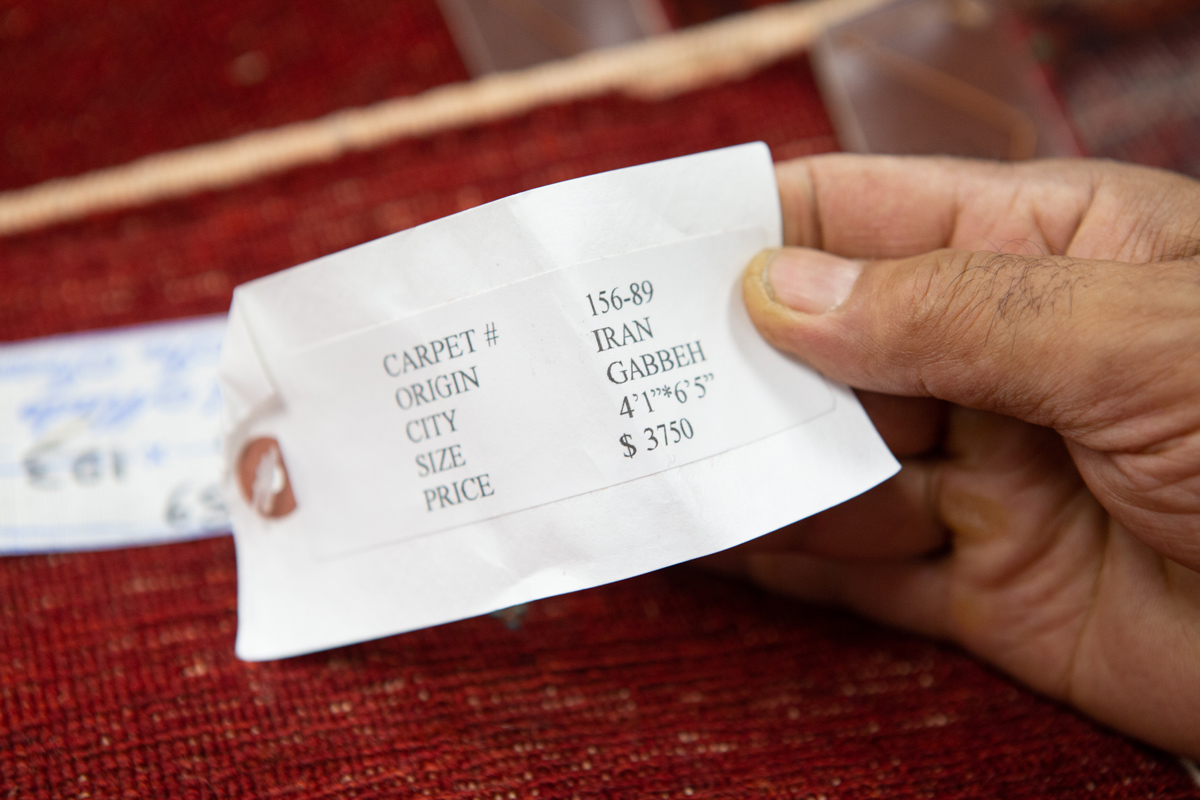 CARPET # 156-89
ORIGIN IRAN
CITY GABBEH
SIZE 4'1”*6'5”
PRICE $ 3750